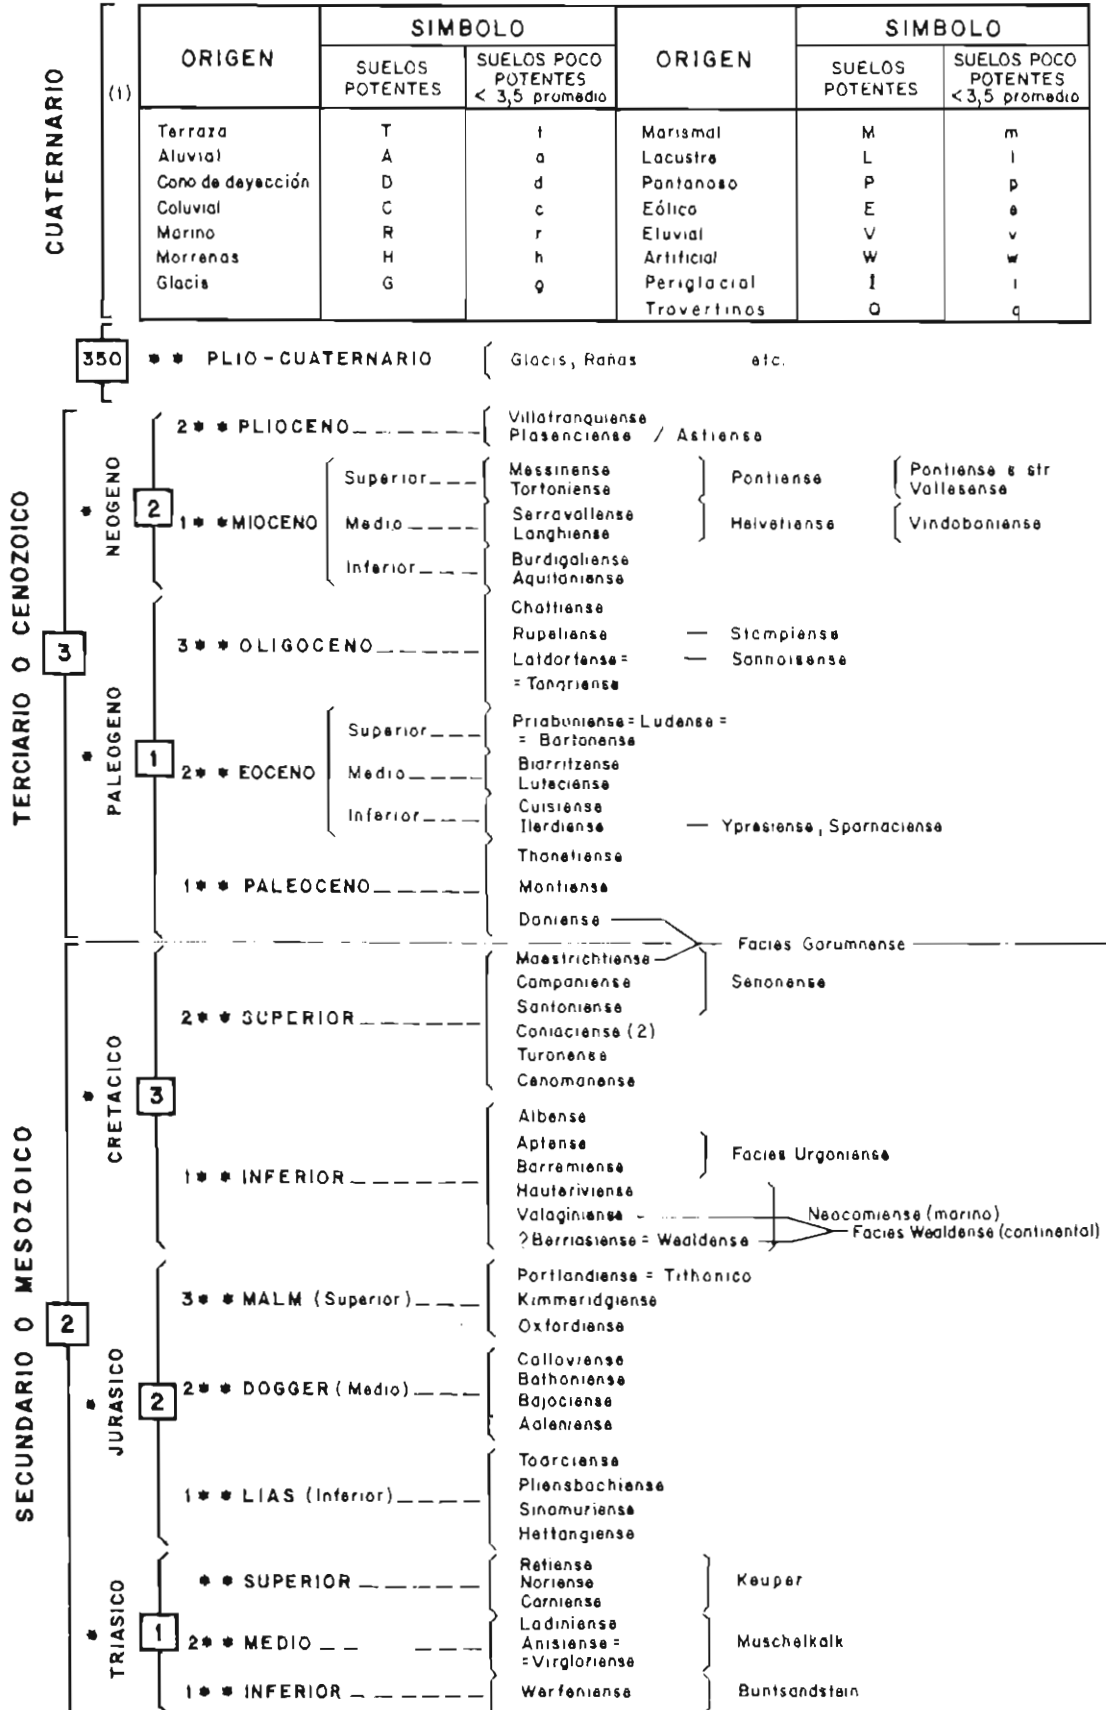 CUATERNARIO
(1)
ORIGEN
SIMBOLO
SUELOS POTENTES
SUELOS POCO POTENTES < 3,5 promedio
ORIGEN
SIMBOLO
SUELOS POTENTES
SUELOS POCO POTENTES < 3,5 promedio
Terraza T t Marismal M m
Aluvial A a Lacustre L l
Cono de deyección D d Pantanoso P p
Coluvial C c Eólico E e
Marino R r Eluvial V v
Morrenas H h Artificial W w
Glacis G g Periglacial I i
Travertinos Q q
350 * * PLIO-CUATERNARIO Glacis, Rañas etc.
TERCIARIO O CENOZOICO
3
* NEOGENO
2
2 * * PLIOCENO
Villafranquiense
Plasenciense / Astiense
1 * * MIOCENO
Superior
Messinense
Tortoniense
Pontiense
Pontiense s str
Vallesense
Medio
Serravallense
Langhiense
Helvetiense
Vindoboniense
Inferior
Burdigaliense
Aquitaniense
* PALEOGENO
1
3 * * OLIGOCENO
Chattiense
Rupeliense — Stampiense
Latdorfense = — Sannoisense
= Tongriense
2 * * EOCENO
Superior
Priaboniense = Ludense =
= Bartonense
Medio
Biarritzense
Luteciense
Inferior
Cuisiense
Ilerdiense — Ypresiense, Sparnaciense
1 * * PALEOCENO
Thanetiense
Montiense
Daniense
Facies Garumnense
SECUNDARIO O MESOZOICO
2
* CRETACICO
3
2 * * SUPERIOR
Maestrichtiense
Campaniense
Santoniense
Senonense
Coniaciense (2)
Turonense
Cenomanense
1 * * INFERIOR
Albense
Aptense
Barremiense
Facies Urgoniense
Hauteriviense
Valaginiense
Neocomiense (marino)
? Berriasiense = Wealdense
Facies Wealdense (continental)
* JURASICO
2
3 * * MALM (Superior)
Portlandiense = Tithonico
Kimmeridgiense
Oxfordiense
2 * * DOGGER (Medio)
Calloviense
Bathoniense
Bajociense
Aaleniense
1 * * LIAS (Inferior)
Toarciense
Pliensbachiense
Sinamuriense
Hettangiense
* TRIASICO
1
* * SUPERIOR
Retiense
Noriense
Carniense
Keuper
2 * * MEDIO
Ladiniense
Anisiense =
= Virgloriense
Muschelkalk
1 * * INFERIOR
Werfeniense
Buntsandstein